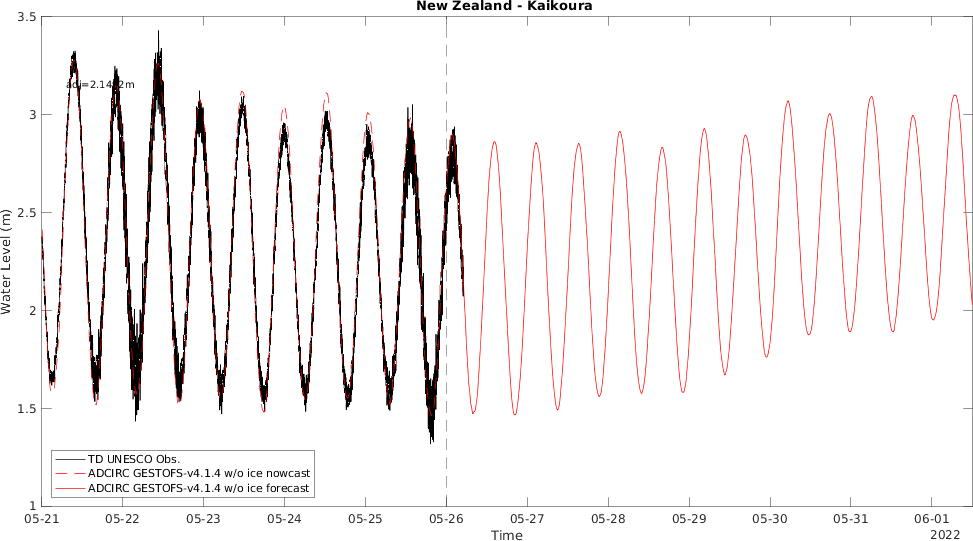 New Zealand - Kaikoura
3.5
3
2.5
2
1.5
1
Water Level (m)
TD UNESCO Obs.
ADCIRC GESTOFS-v4.1.4 w/o ice nowcast
ADCIRC GESTOFS-v4.1.4 w/o ice forecast
05-21 05-22 05-23 05-24 05-25 05-26 05-27 05-28 05-29 05-30 05-31 06-01
Time
2022